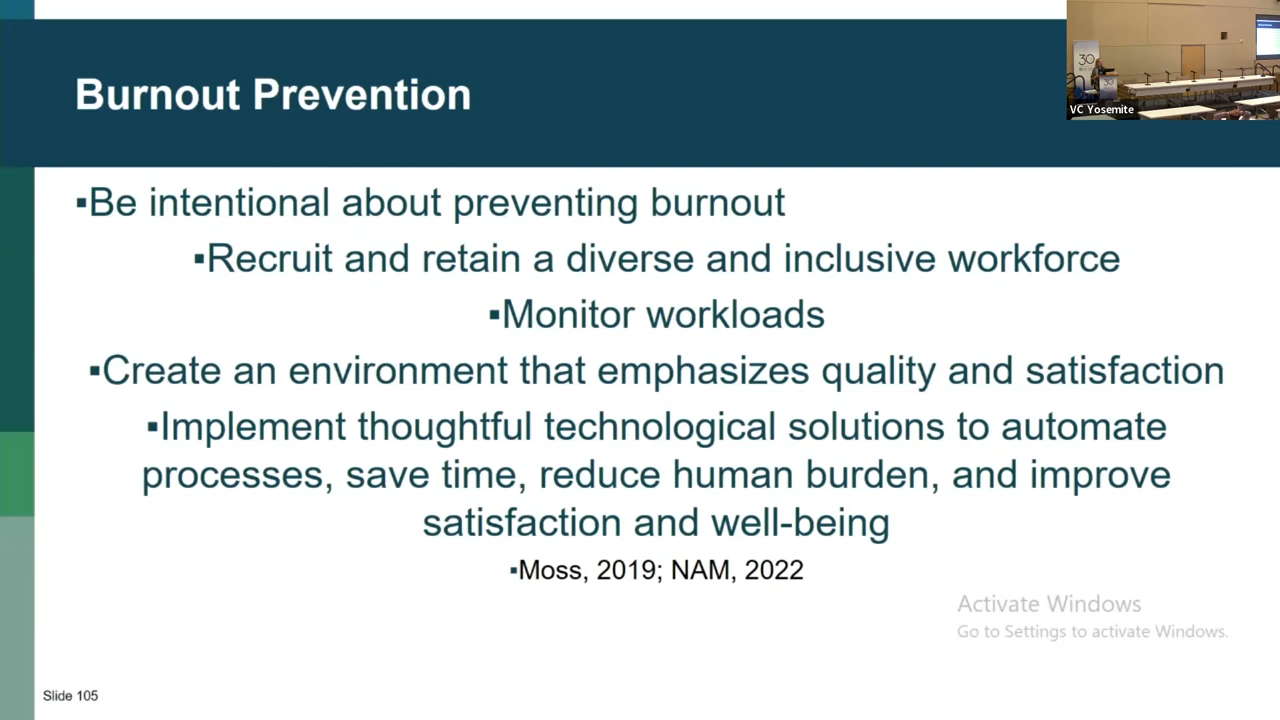 Burnout Prevention
30
30
VC Yosemite
▪Be intentional about preventing burnout
▪Recruit and retain a diverse and inclusive workforce
▪Monitor workloads
▪Create an environment that emphasizes quality and satisfaction
▪Implement thoughtful technological solutions to automate
processes, save time, reduce human burden, and improve
satisfaction and well-being
▪Moss, 2019; NAM, 2022
Activate Windows
Go to Settings to activate Windows.
Slide 105